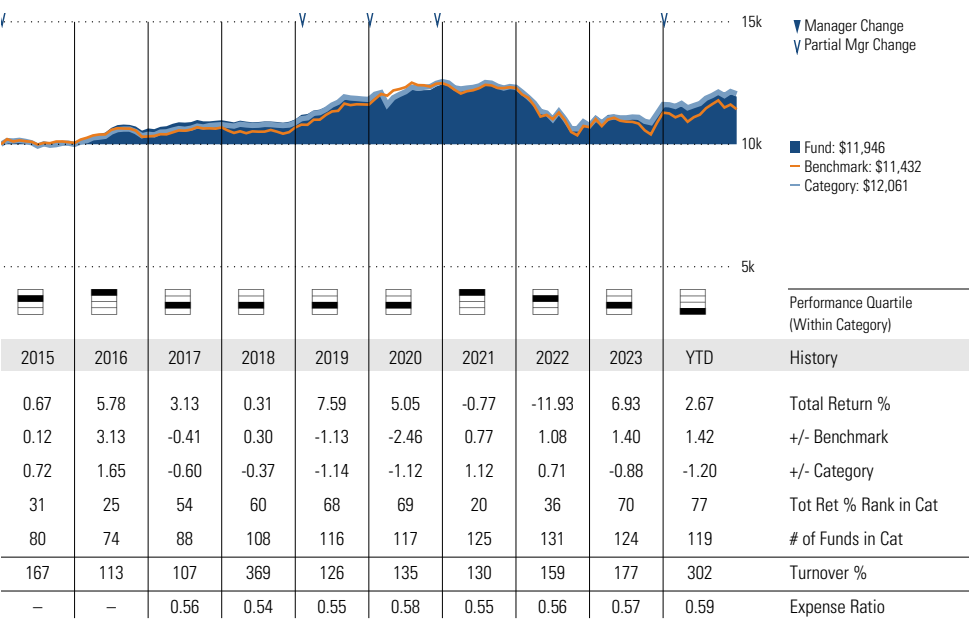 15k
▼ Manager Change
∨ Partial Mgr Change
10k
Fund: $11,946
Benchmark: $11,432
Category: $12,061
5k
Performance Quartile
(Within Category)
2015 2016 2017 2018 2019 2020 2021 2022 2023 YTD History
0.67 5.78 3.13 0.31 7.59 5.05 -0.77 -11.93 6.93 2.67 Total Return %
0.12 3.13 -0.41 0.30 -1.13 -2.46 0.77 1.08 1.40 1.42 +/- Benchmark
0.72 1.65 -0.60 -0.37 -1.14 -1.12 1.12 0.71 -0.88 -1.20 +/- Category
31 25 54 60 68 69 20 36 70 77 Tot Ret % Rank in Cat
80 74 88 108 116 117 125 131 124 119 # of Funds in Cat
167 113 107 369 126 135 130 159 177 302 Turnover %
– – 0.56 0.54 0.55 0.58 0.55 0.56 0.57 0.59 Expense Ratio